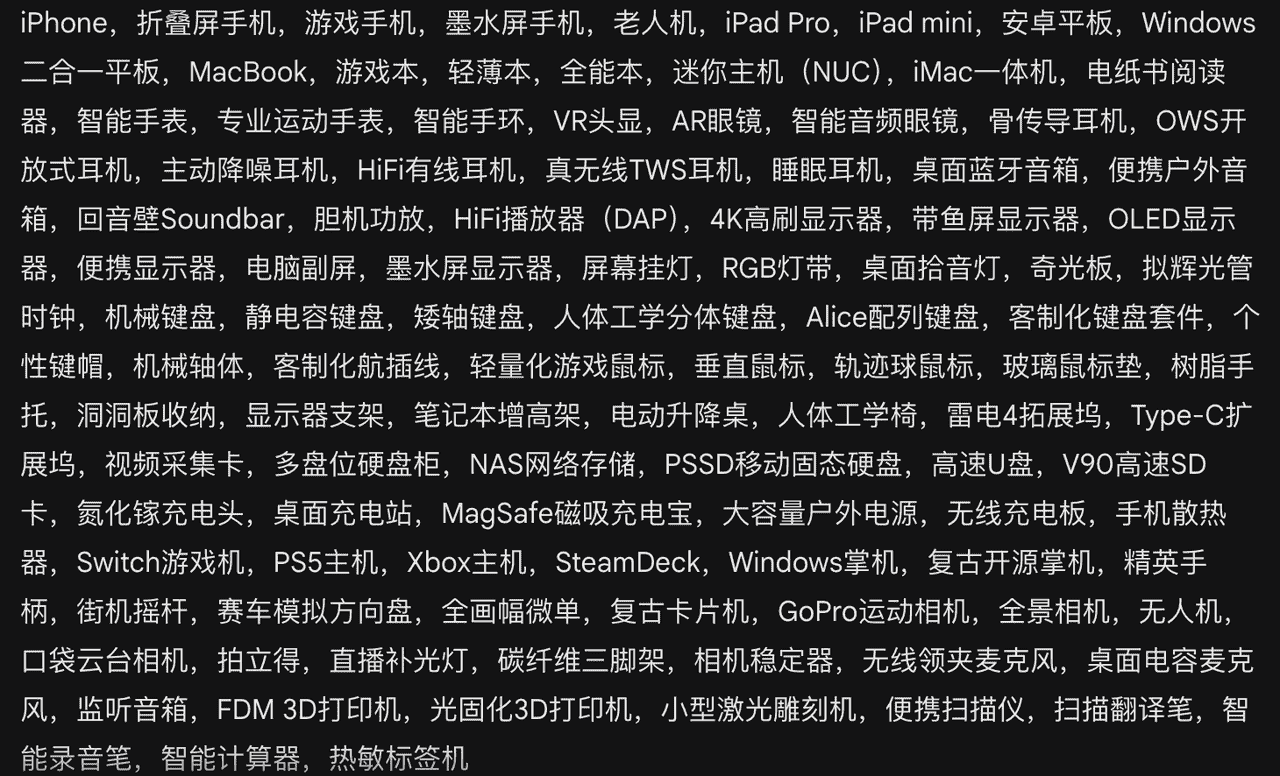 iPhone，折叠屏手机，游戏手机，墨水屏手机，老人机，iPad Pro，iPad mini，安卓平板，Windows
二合一平板，MacBook，游戏本，轻薄本，全能本，迷你主机（NUC），iMac一体机，电纸书阅读
器，智能手表，专业运动手表，智能手环，VR头显，AR眼镜，智能音频眼镜，骨传导耳机，OWS开
放式耳机，主动降噪耳机，HiFi有线耳机，真无线TWS耳机，睡眠耳机，桌面蓝牙音箱，便携户外音
箱，回音壁Soundbar，胆机功放，HiFi播放器（DAP），4K高刷显示器，带鱼屏显示器，OLED显示
器，便携显示器，电脑副屏，墨水屏显示器，屏幕挂灯，RGB灯带，桌面拾音灯，奇光板，拟辉光管
时钟，机械键盘，静电容键盘，矮轴键盘，人体工学分体键盘，Alice配列键盘，客制化键盘套件，个
性键帽，机械轴体，客制化航插线，轻量化游戏鼠标，垂直鼠标，轨迹球鼠标，玻璃鼠标垫，树脂手
托，洞洞板收纳，显示器支架，笔记本增高架，电动升降桌，人体工学椅，雷电4拓展坞，Type-C扩
展坞，视频采集卡，多盘位硬盘柜，NAS网络存储，PSSD移动固态硬盘，高速U盘，V90高速SD
卡，氮化镓充电头，桌面充电站，MagSafe磁吸充电宝，大容量户外电源，无线充电板，手机散热
器，Switch游戏机，PS5主机，Xbox主机，SteamDeck，Windows掌机，复古开源掌机，精英手
柄，街机摇杆，赛车模拟方向盘，全画幅微单，复古卡片机，GoPro运动相机，全景相机，无人机，
口袋云台相机，拍立得，直播补光灯，碳纤维三脚架，相机稳定器，无线领夹麦克风，桌面电容麦克
风，监听音箱，FDM 3D打印机，光固化3D打印机，小型激光雕刻机，便携扫描仪，扫描翻译笔，智
能录音笔，智能计算器，热敏标签机